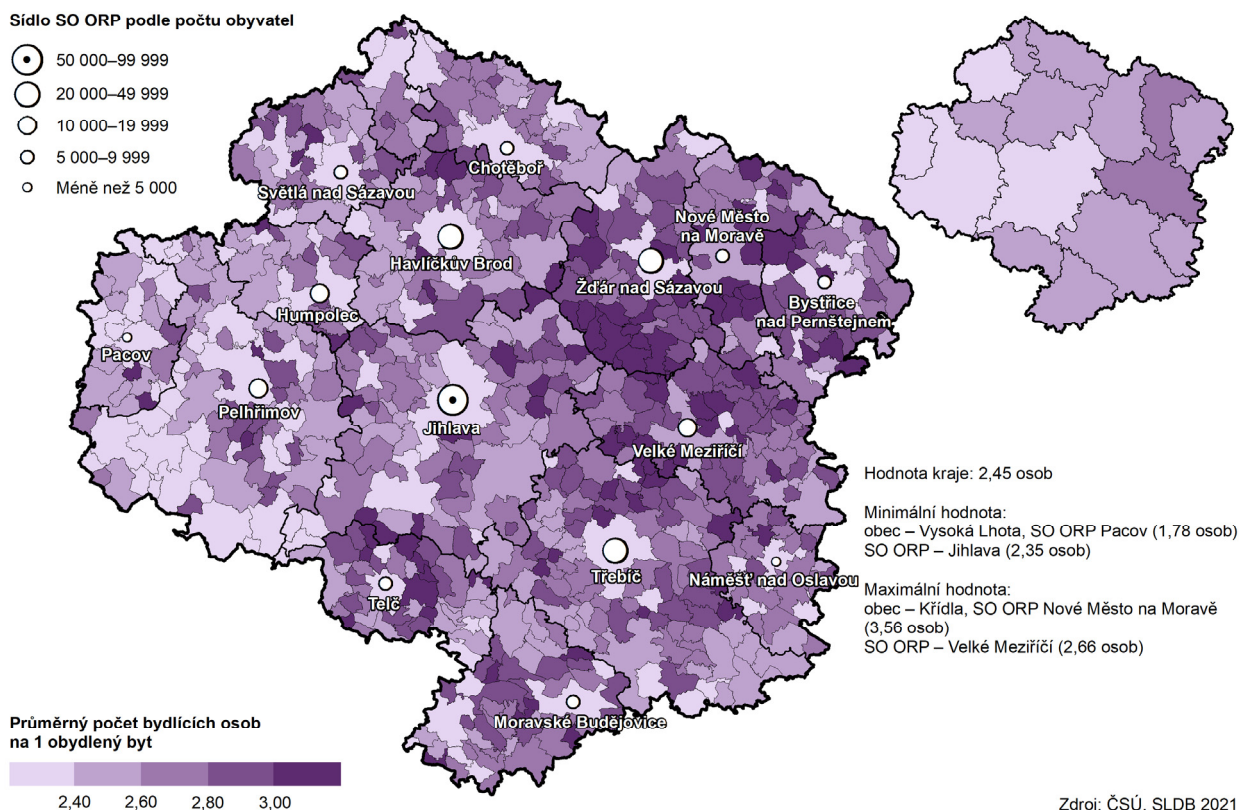 Sídlo SO ORP podle počtu obyvatel
50 000–99 999
20 000–49 999
10 000–19 999
5 000–9 999
Méně než 5 000
Chotěboř
Světlá nad Sázavou
Nové Město
na Moravě
Havlíčkův Brod
Žďár nad Sázavou
Bystřice
nad Pernštejnem
Humpolec
Pacov
Pelhřimov
Jihlava
Velké Meziříčí
Třebíč
Náměšť nad Oslavou
Telč
Moravské Budějovice
Hodnota kraje: 2,45 osob
Minimální hodnota:
obec – Vysoká Lhota, SO ORP Pacov (1,78 osob)
SO ORP – Jihlava (2,35 osob)
Maximální hodnota:
obec – Křídla, SO ORP Nové Město na Moravě
(3,56 osob)
SO ORP – Velké Meziříčí (2,66 osob)
Průměrný počet bydlících osob
na 1 obydlený byt
2,40 2,60 2,80 3,00
Zdroj: ČSÚ, SLDB 2021